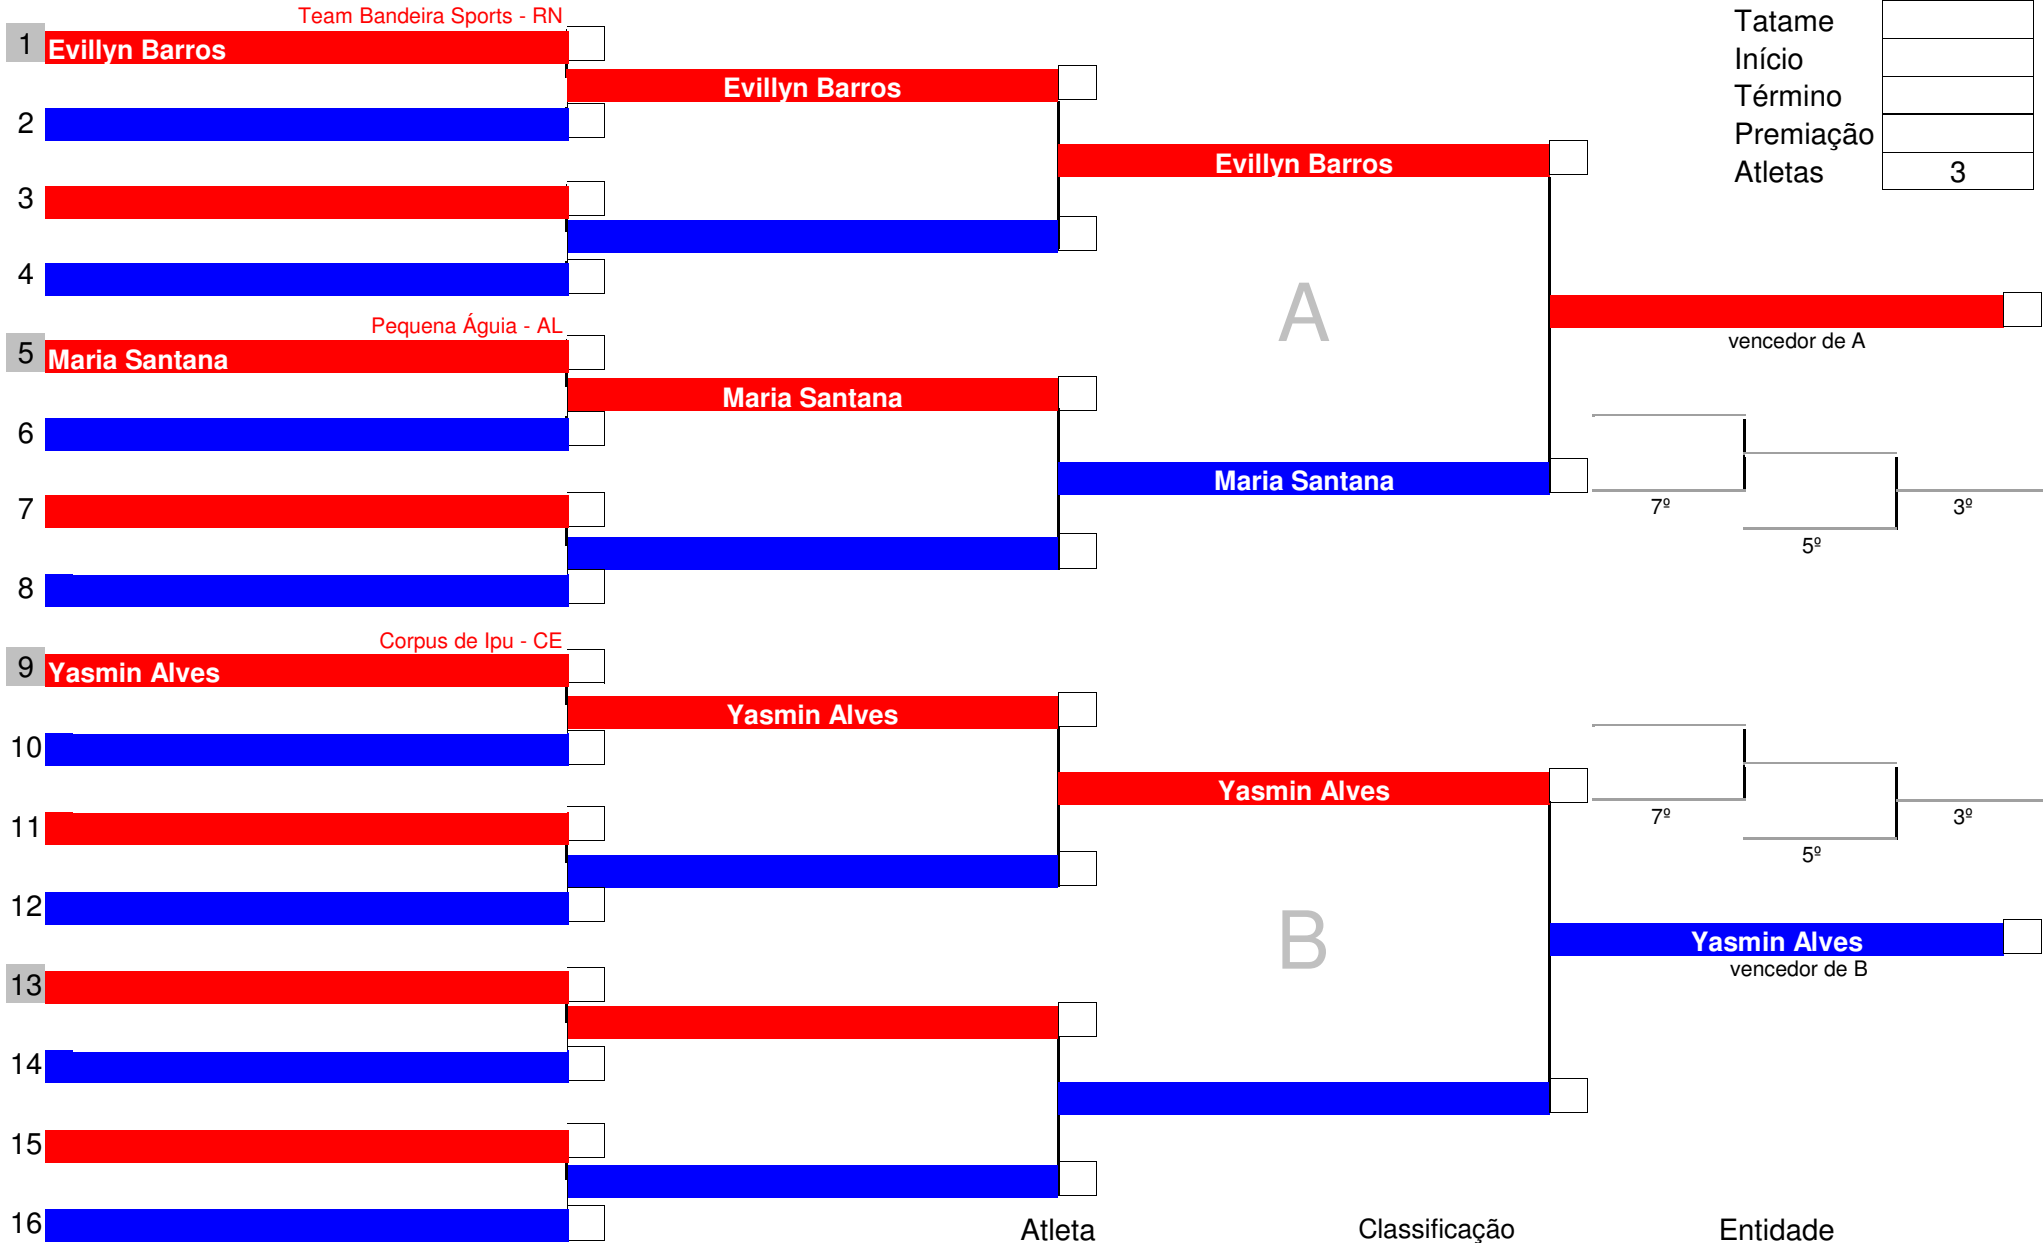 Team Bandeira Sports - RN
Tatame
1 Evillyn Barros
Início
Evillyn Barros
Término
2
Premiação
Evillyn Barros
Atletas 3
3
4
A
Pequena Águia - AL
vencedor de A
5 Maria Santana
Maria Santana
6
Maria Santana
7
7º 3º
5º
8
Corpus de Ipu - CE
9 Yasmin Alves
Yasmin Alves
10
Yasmin Alves
11
7º 3º
5º
12
B
Yasmin Alves
vencedor de B
13
14
15
16
Atleta Classificação Entidade